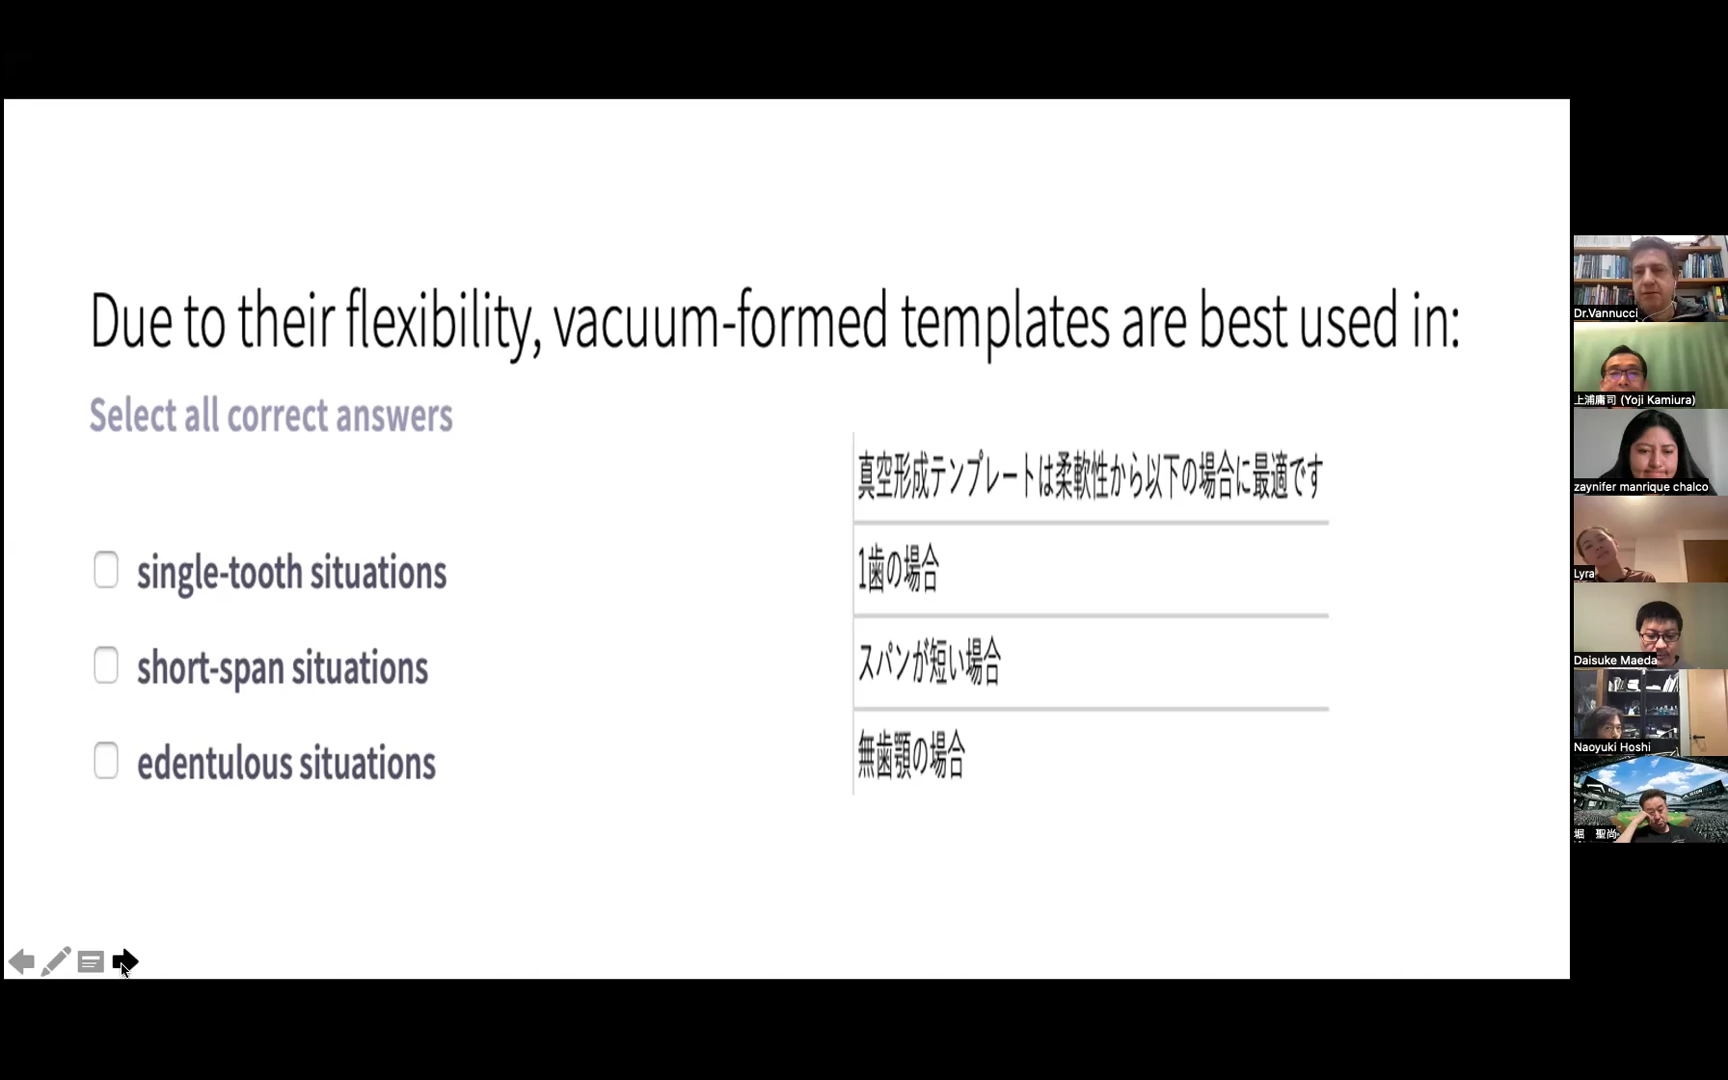 Due to their flexibility, vacuum-formed templates are best used in:
Select all correct answers
真空形成テンプレートは柔軟性から以下の場合に最適です
single-tooth situations
1歯の場合
short-span situations
スパンが短い場合
edentulous situations
無歯顎の場合
Dr.Vannucci
上浦庸司 (Yoji Kamiura)
zaynifer manrique chalco
Lyra
Daisuke Maeda
Naoyuki Hoshi
堀 聖尚